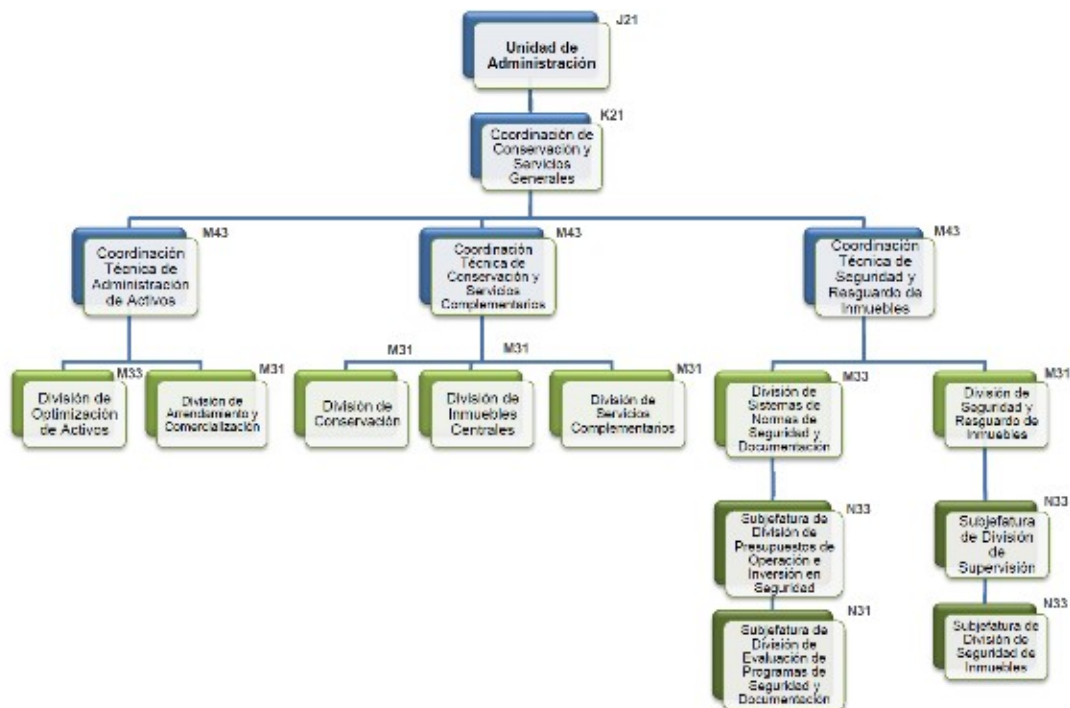 J21
Unidad de
Administración
K21
Coordinación de
Conservación y
Servicios
Generales
M43
Coordinación
Técnica de
Administración
de Activos
M43
Coordinación
Técnica de
Conservación y
Servicios
Complementarios
M43
Coordinación
Técnica de
Seguridad y
Resguardo de
Inmuebles
M33
División de
Optimización
de Activos
M31
División de
Arrendamiento y
Comercialización
M31
División de
Conservación
M31
División de
Inmuebles
Centrales
M31
División de
Servicios
Complementarios
M33
División de
Sistemas de
Normas de
Seguridad y
Documentación
M31
División de
Seguridad y
Resguardo de
Inmuebles
N33
Subjefatura de
División de
Presupuestos de
Operación e
Inversión en
Seguridad
N33
Subjefatura
de División
de
Supervisión
N31
Subjefatura de
División de
Evaluación de
Programas de
Seguridad y
Documentación
N33
Subjefatura de
División de
Seguridad de
Inmuebles